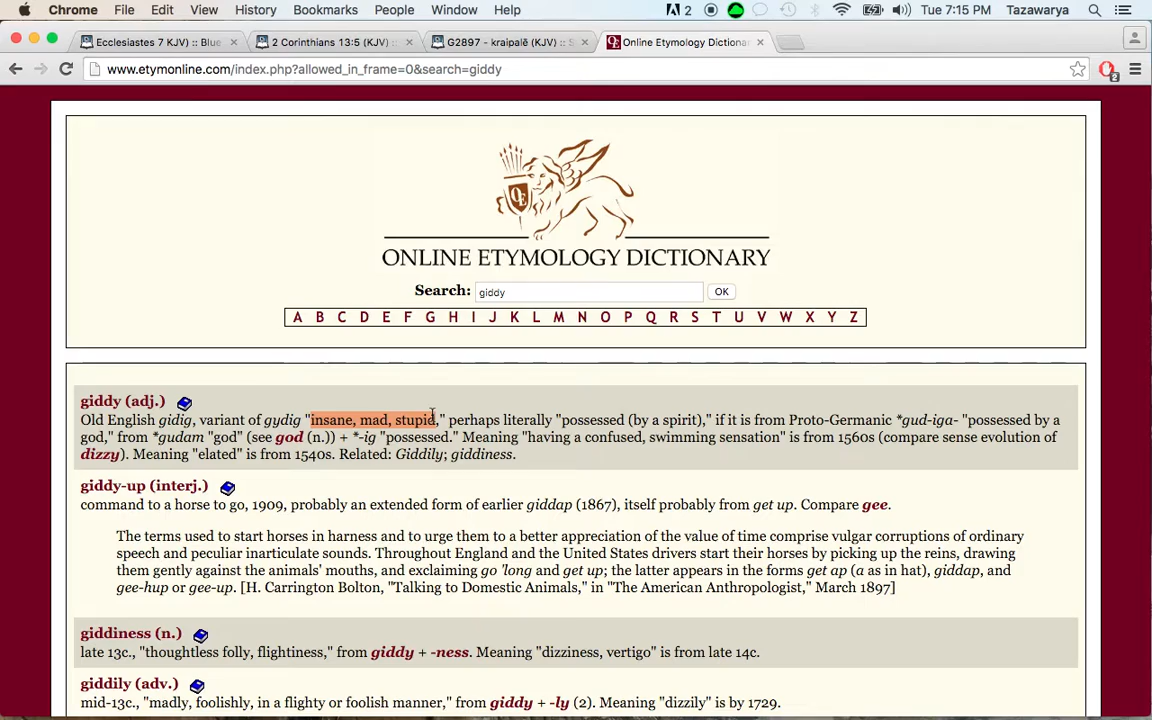 Chrome File Edit View History Bookmarks People Window Help 2 Tue 7:15 PM Tazawarya
Ecclesiastes 7 KJV) :: Blue × 2 Corinthians 13:5 (KJV) :: × G2897 - kraipalē (KJV) :: S × Online Etymology Dictiona ×
www.etymonline.com/index.php?allowed_in_frame=0&search=giddy 2
OE
ONLINE ETYMOLOGY DICTIONARY
Search: giddy OK
A B C D E F G H I J K L M N O P Q R S T U V W X Y Z
giddy (adj.)
Old English gidig, variant of gydig "insane, mad, stupid," perhaps literally "possessed (by a spirit)," if it is from Proto-Germanic *gud-iga- "possessed by a
god," from *gudam "god" (see god (n.)) + *-ig "possessed." Meaning "having a confused, swimming sensation" is from 1560s (compare sense evolution of
dizzy). Meaning "elated" is from 1540s. Related: Giddily; giddiness.
giddy-up (interj.)
command to a horse to go, 1909, probably an extended form of earlier giddap (1867), itself probably from get up. Compare gee.
The terms used to start horses in harness and to urge them to a better appreciation of the value of time comprise vulgar corruptions of ordinary
speech and peculiar inarticulate sounds. Throughout England and the United States drivers start their horses by picking up the reins, drawing
them gently against the animals' mouths, and exclaiming go 'long and get up; the latter appears in the forms get ap (a as in hat), giddap, and
gee-hup or gee-up. [H. Carrington Bolton, "Talking to Domestic Animals," in "The American Anthropologist," March 1897]
giddiness (n.)
late 13c., "thoughtless folly, flightiness," from giddy + -ness. Meaning "dizziness, vertigo" is from late 14c.
giddily (adv.)
mid-13c., "madly, foolishly, in a flighty or foolish manner," from giddy + -ly (2). Meaning "dizzily" is by 1729.